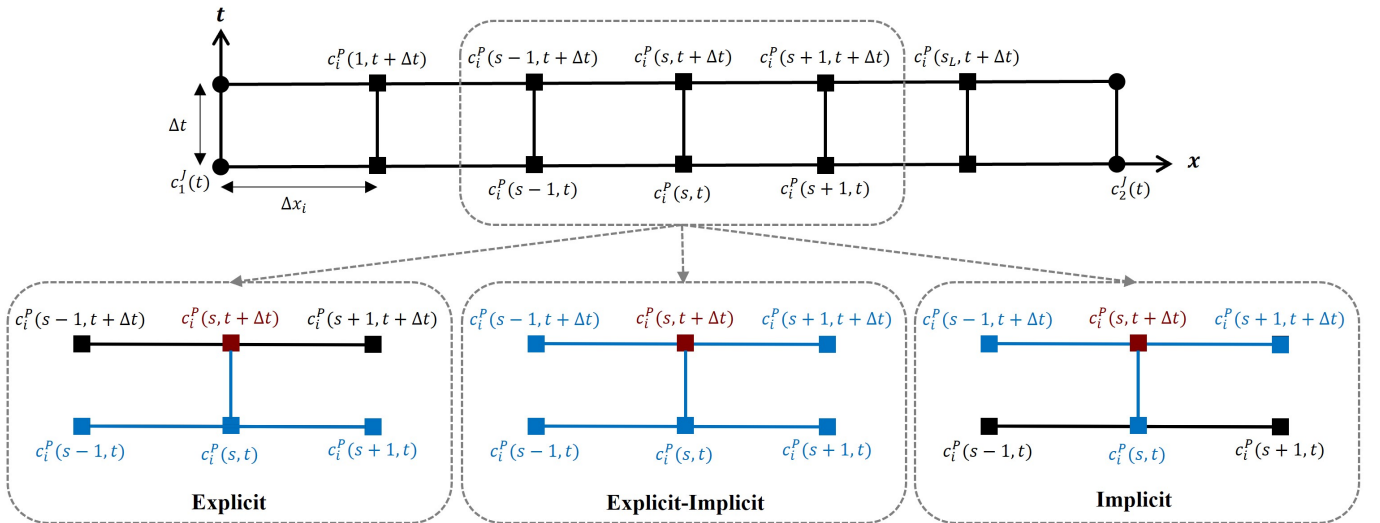 t
c_i^P(1, t + Δt) c_i^P(s − 1, t + Δt) c_i^P(s, t + Δt) c_i^P(s + 1, t + Δt) c_i^P(s_L, t + Δt)
Δt
x
c_1^J(t) c_i^P(s − 1, t) c_i^P(s, t) c_i^P(s + 1, t) c_2^J(t)
Δx_i
c_i^P(s − 1, t + Δt) c_i^P(s, t + Δt) c_i^P(s + 1, t + Δt)
c_i^P(s − 1, t) c_i^P(s, t) c_i^P(s + 1, t)
Explicit
c_i^P(s − 1, t + Δt) c_i^P(s, t + Δt) c_i^P(s + 1, t + Δt)
c_i^P(s − 1, t) c_i^P(s, t) c_i^P(s + 1, t)
Explicit-Implicit
c_i^P(s − 1, t + Δt) c_i^P(s, t + Δt) c_i^P(s + 1, t + Δt)
c_i^P(s − 1, t) c_i^P(s, t) c_i^P(s + 1, t)
Implicit